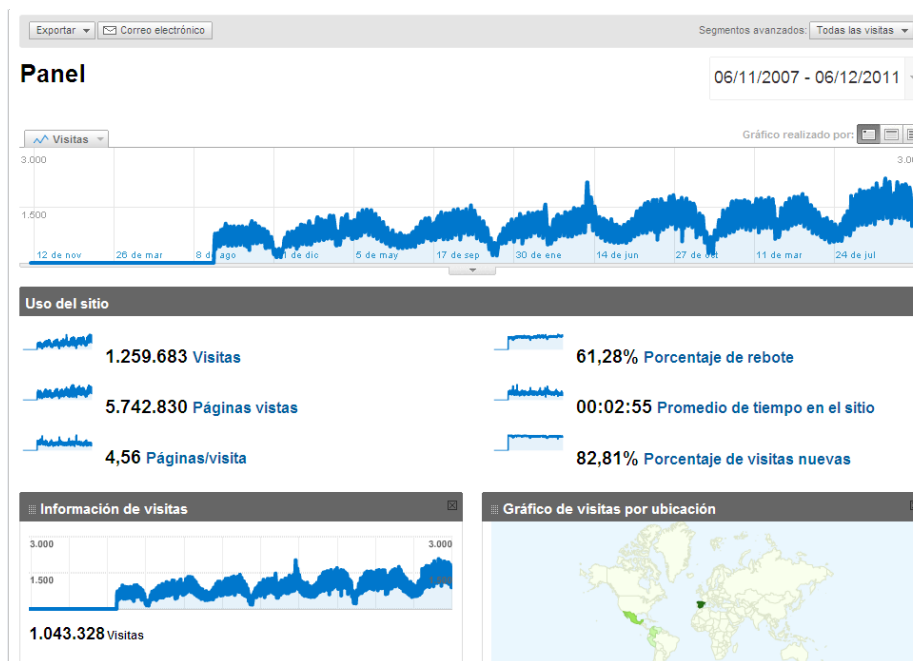 Exportar Correo electrónico Segmentos avanzados: Todas las visitas
Panel
06/11/2007 - 06/12/2011
Visitas Gráfico realizado por:
3.000
1.500
12 de nov 26 de mar ago de dic 5 de may 17 de sep 30 de ene 14 de jun 27 de oct 11 de mar 24 de jul
Uso del sitio
1.259.683 Visitas
61,28% Porcentaje de rebote
5.742.830 Páginas vistas
00:02:55 Promedio de tiempo en el sitio
4,56 Páginas/visita
82,81% Porcentaje de visitas nuevas
Información de visitas
3.000 3.000
1.500
1.043.328 Visitas
Gráfico de visitas por ubicación